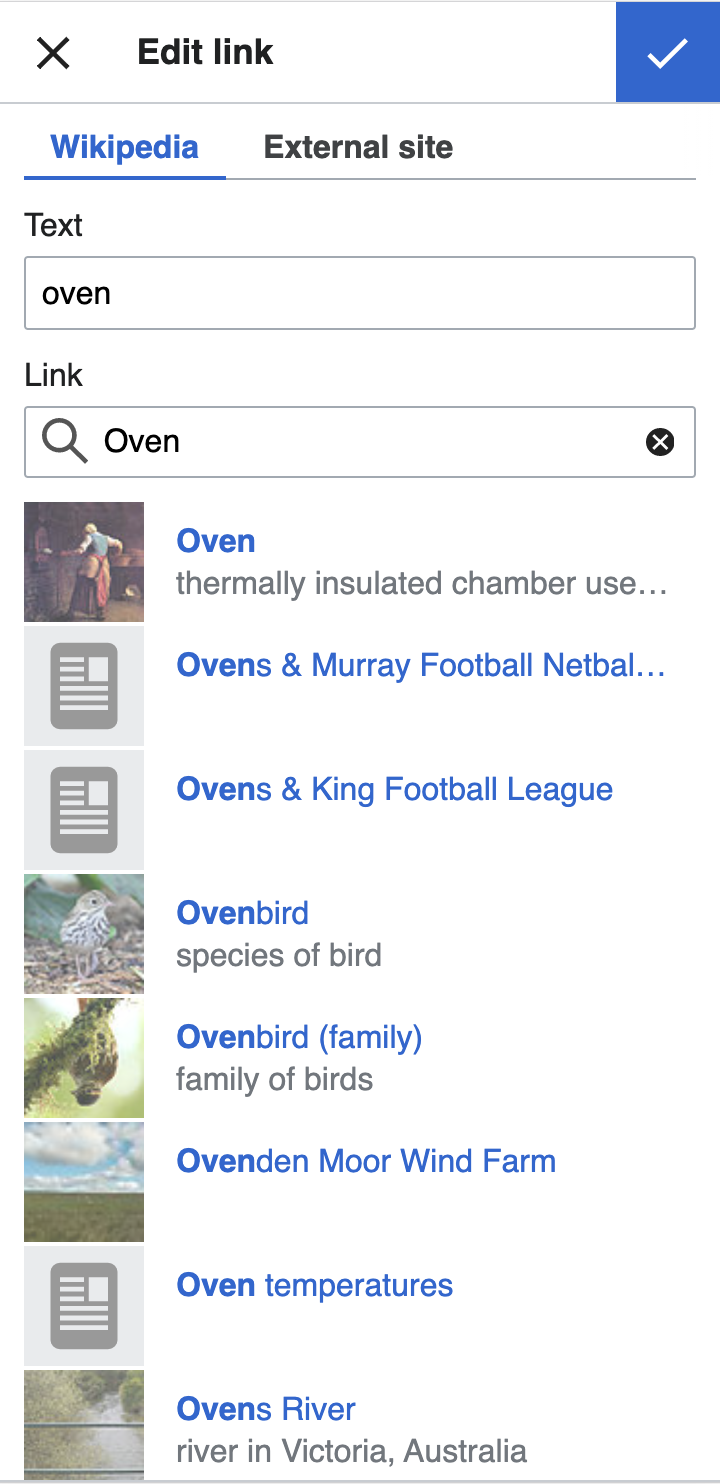 Edit link
Wikipedia External site
Text
oven
Link
Oven
Oven
thermally insulated chamber use…
Ovens & Murray Football Netbal…
Ovens & King Football League
Ovenbird
species of bird
Ovenbird (family)
family of birds
Ovenden Moor Wind Farm
Oven temperatures
Ovens River
river in Victoria, Australia